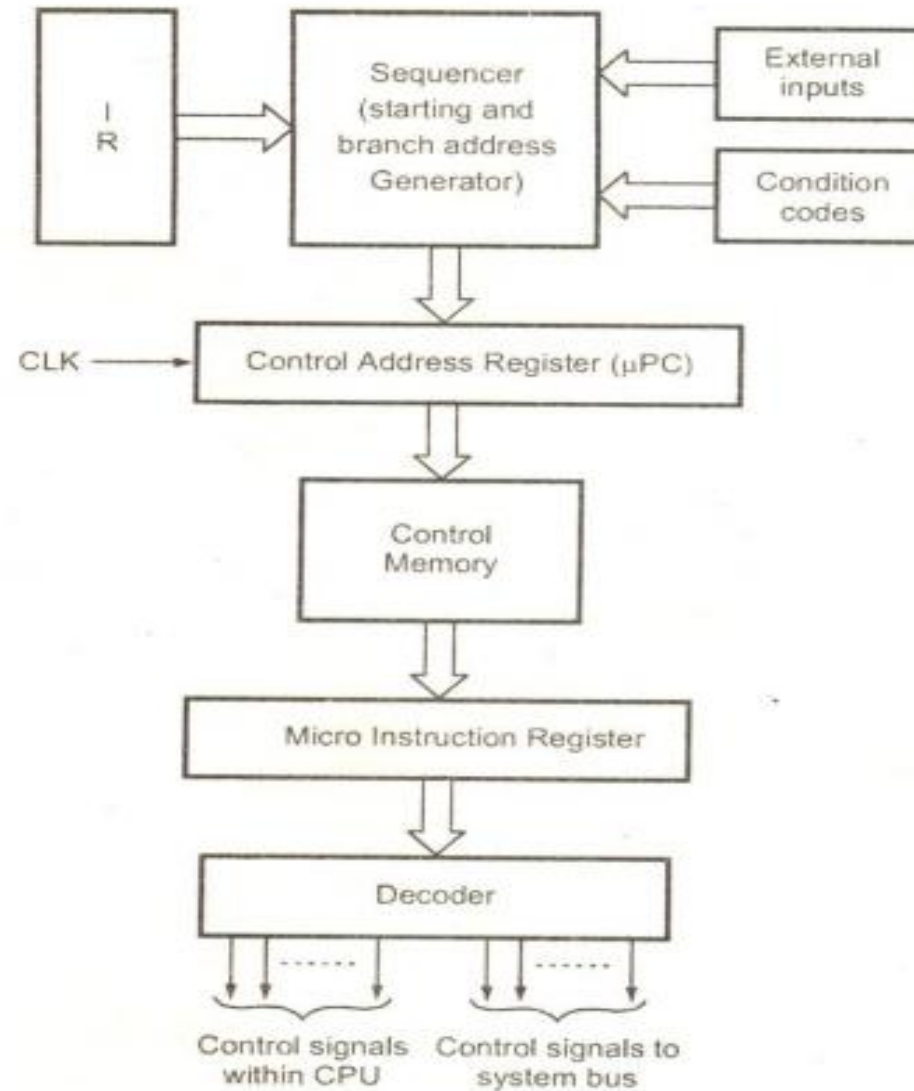 I
R
Sequencer
(starting and
branch address
Generator)
External
inputs
Condition
codes
CLK
Control Address Register (μPC)
Control
Memory
Micro Instruction Register
Decoder
Control signals
within CPU
Control signals to
system bus